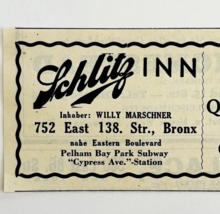 Schlitz INN
Inhaber: WILLY MARSCHNER
752 East 138. Str., Bronx
nahe Eastern Boulevard
Pelham Bay Park Subway
"Cypress Ave."-Station
Q